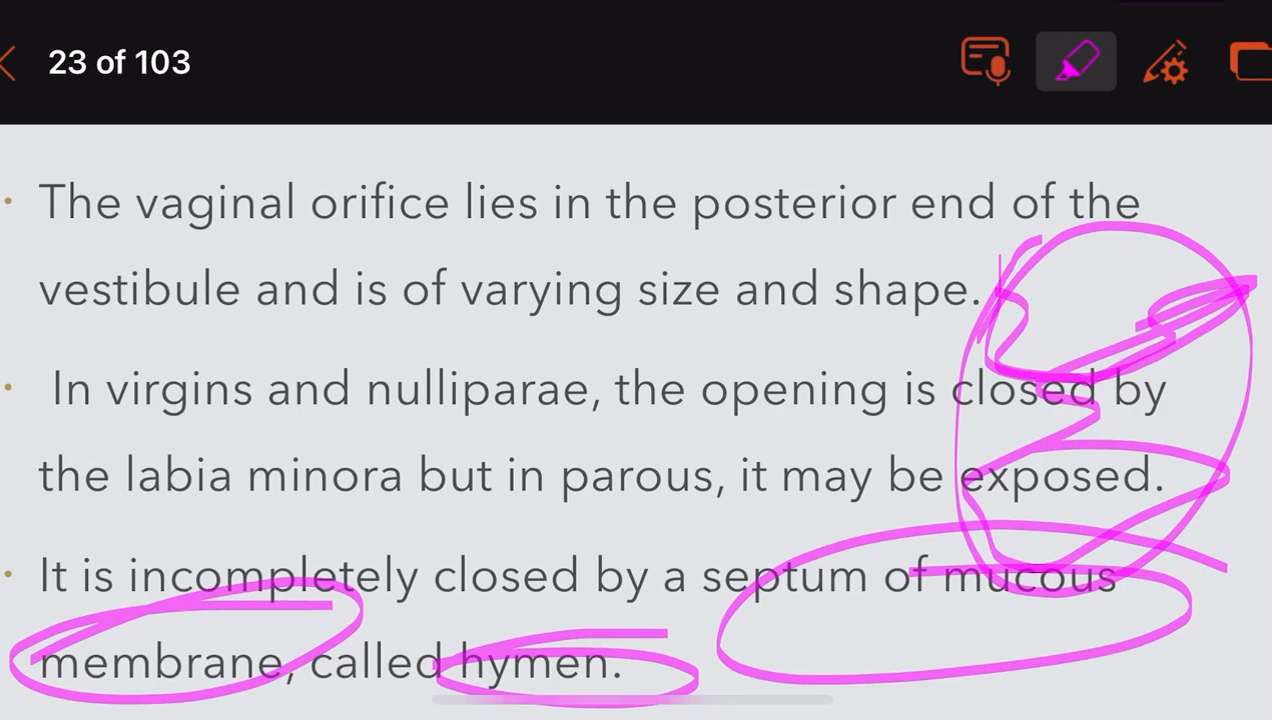 23 of 103
• The vaginal orifice lies in the posterior end of the
vestibule and is of varying size and shape.
• In virgins and nulliparae, the opening is closed by
the labia minora but in parous, it may be exposed.
• It is incompletely closed by a septum of mucous
membrane, called hymen.